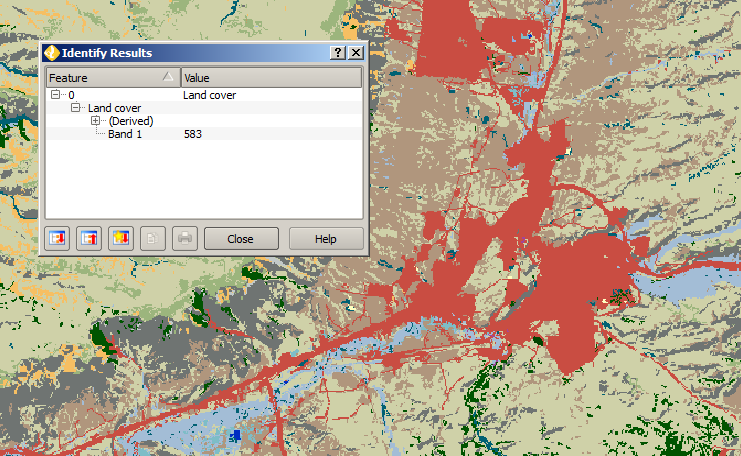 Identify Results
Feature Value
0 Land cover
Land cover
(Derived)
Band 1 583
Close Help